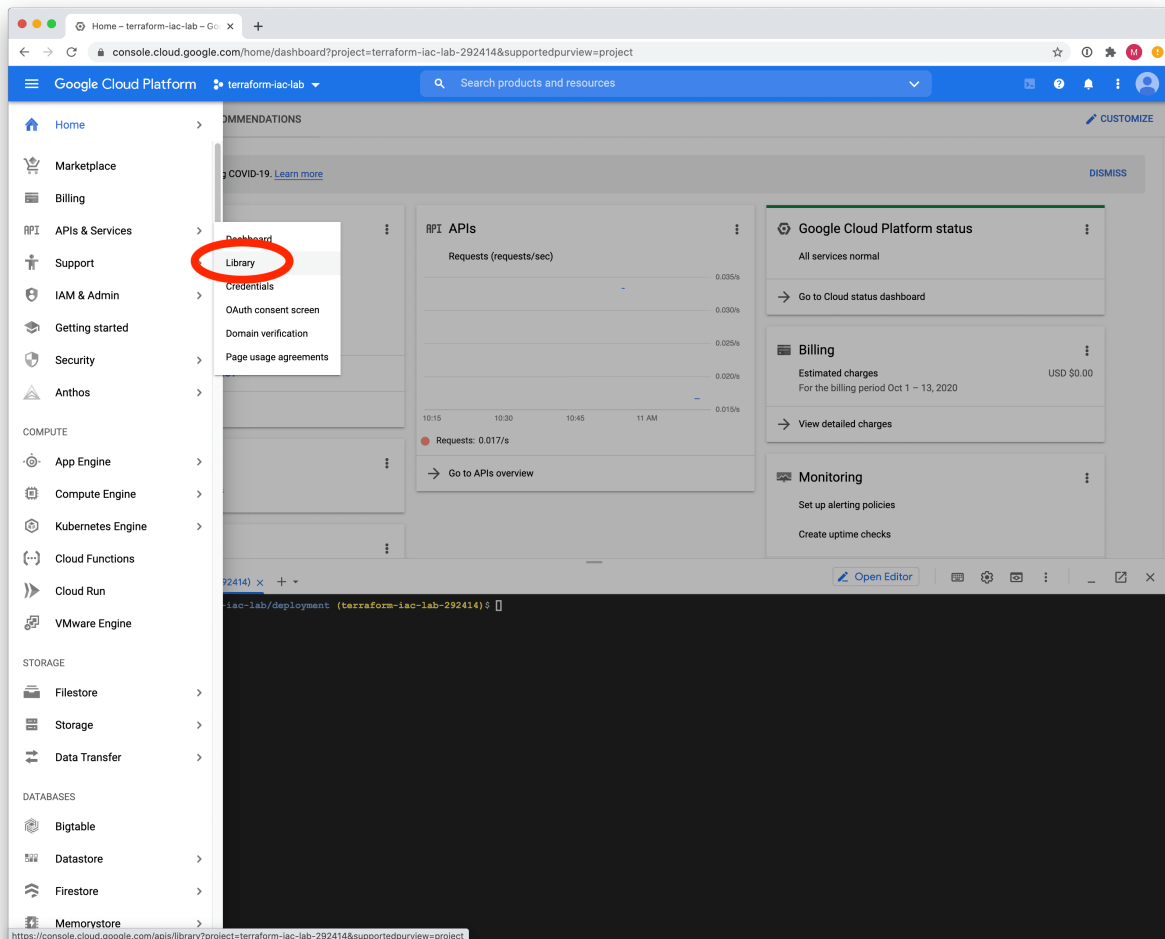 Home – terraform-iac-lab – Goo
console.cloud.google.com/home/dashboard?project=terraform-iac-lab-292414&supportedpurview=project
M
Google Cloud Platform
terraform-iac-lab
Search products and resources
Home
Marketplace
Billing
API APIs & Services
Support
IAM & Admin
Getting started
Security
Anthos
COMPUTE
App Engine
Compute Engine
Kubernetes Engine
Cloud Functions
Cloud Run
VMware Engine
STORAGE
Filestore
Storage
Data Transfer
DATABASES
Bigtable
Datastore
Firestore
Memorystore
https://console.cloud.google.com/apis/library?project=terraform-iac-lab-292414&supportedpurview=project
Dashboard
Library
Credentials
OAuth consent screen
Domain verification
Page usage agreements
OMMENDATIONS
CUSTOMIZE
g COVID-19. Learn more
DISMISS
API APIs
Requests (requests/sec)
0.035/s
0.030/s
0.025/s
0.020/s
0.015/s
10:15 10:30 10:45 11 AM
Requests: 0.017/s
Go to APIs overview
Google Cloud Platform status
All services normal
Go to Cloud status dashboard
Billing
Estimated charges USD $0.00
For the billing period Oct 1 – 13, 2020
View detailed charges
Monitoring
Set up alerting policies
Create uptime checks
92414)
Open Editor
-iac-lab/deployment (terraform-iac-lab-292414)$